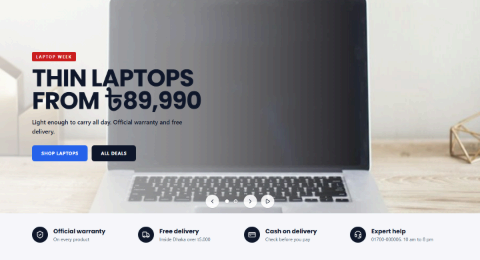 LAPTOP WEEK
THIN LAPTOPS
FROM ৳89,990
Light enough to carry all day. Official warranty and free
delivery.
SHOP LAPTOPS
ALL DEALS
Official warranty
On every product
Free delivery
Inside Dhaka over ৳5,000
Cash on delivery
Check before you pay
Expert help
01700-000000, 10 am to 8 pm